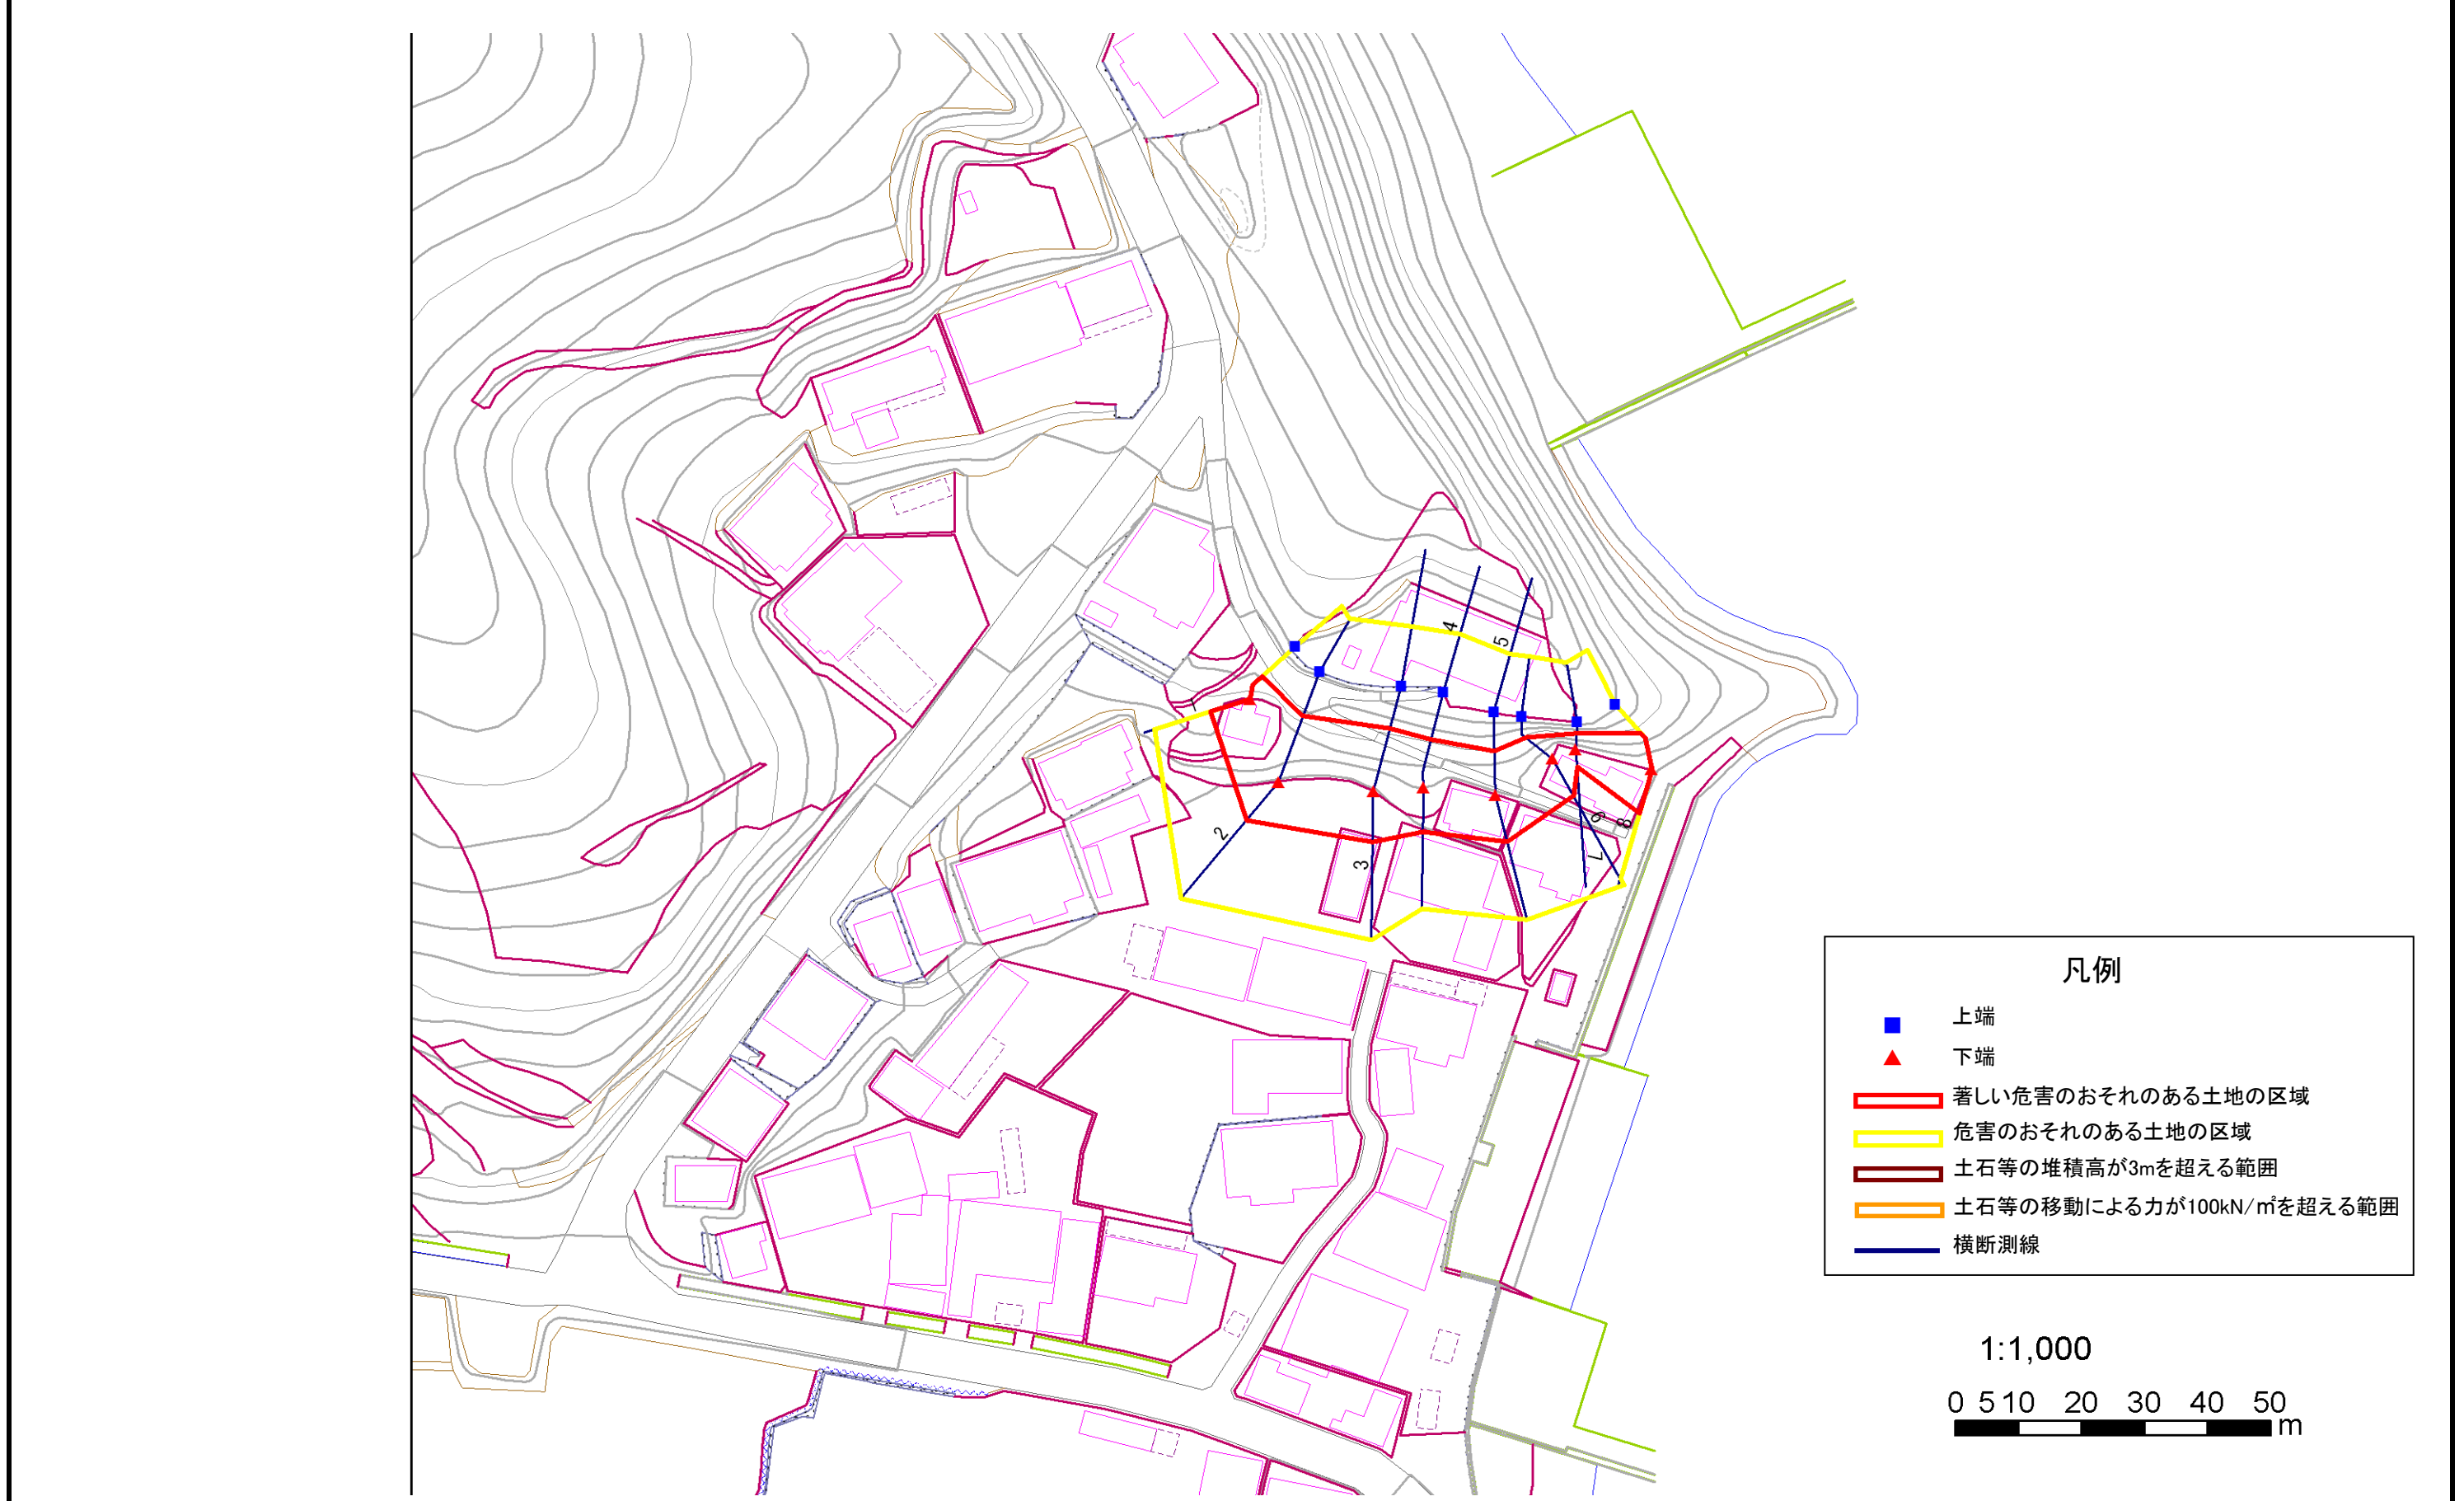 4
5
2
3
6
8
7
凡例
上端
下端
著しい危害のおそれのある土地の区域
危害のおそれのある土地の区域
土石等の堆積高が3mを超える範囲
土石等の移動による力が100kN/㎡を超える範囲
横断測線
1:1,000
0 5 10 20 30 40 50
m